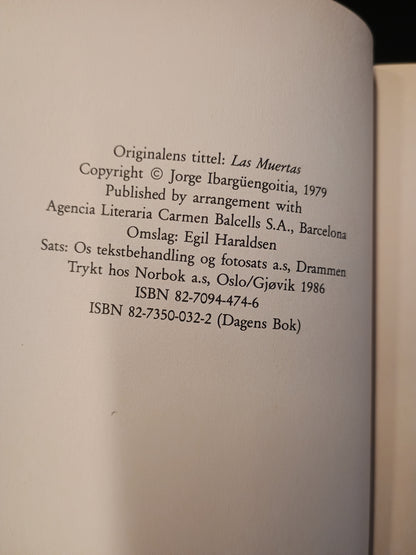 Originalens tittel: Las Muertas
Copyright © Jorge Ibargüengoitia, 1979
Published by arrangement with
Agencia Literaria Carmen Balcells S.A., Barcelona
Omslag: Egil Haraldsen
Sats: Os tekstbehandling og fotosats a.s, Drammen
Trykt hos Norbok a.s, Oslo/Gjøvik 1986
ISBN 82-7094-474-6
ISBN 82-7350-032-2 (Dagens Bok)